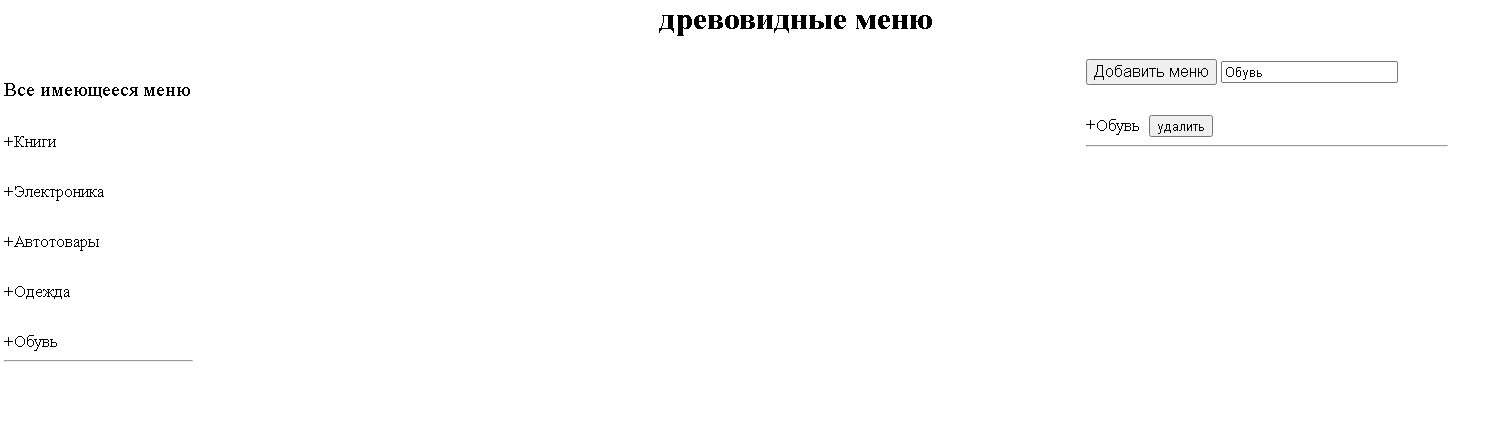 древовидные меню
Все имеющееся меню
+Книги
+Электроника
+Автотовары
+Одежда
+Обувь
Добавить меню Обувь
+Обувь удалить